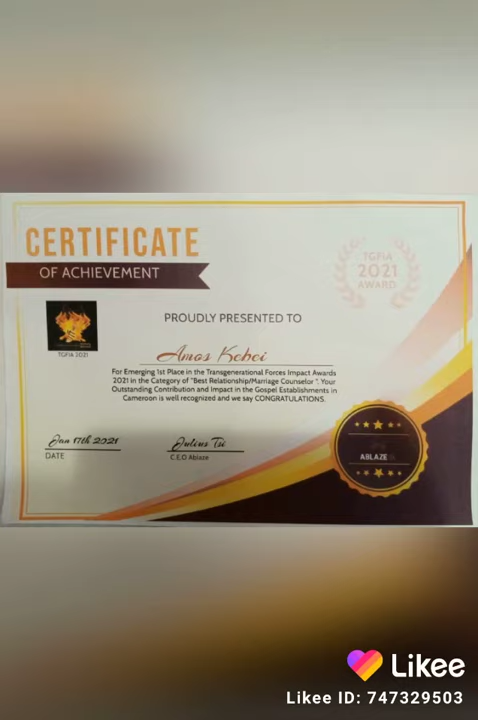 CERTIFICATE
OF ACHIEVEMENT
TGFIA
2021
AWARD
TGFIA 2021
PROUDLY PRESENTED TO
Amos Kebei
For Emerging 1st Place in the Transgenerational Forces Impact Awards
2021 in the Category of "Best Relationship/Marriage Counselor ". Your
Outstanding Contribution and Impact in the Gospel Establishments in
Cameroon is well recognized and we say CONGRATULATIONS.
Jan 17th 2021
DATE
Julius Tsi
C.E.O Ablaze
ABLAZE
Likee
Likee ID: 747329503